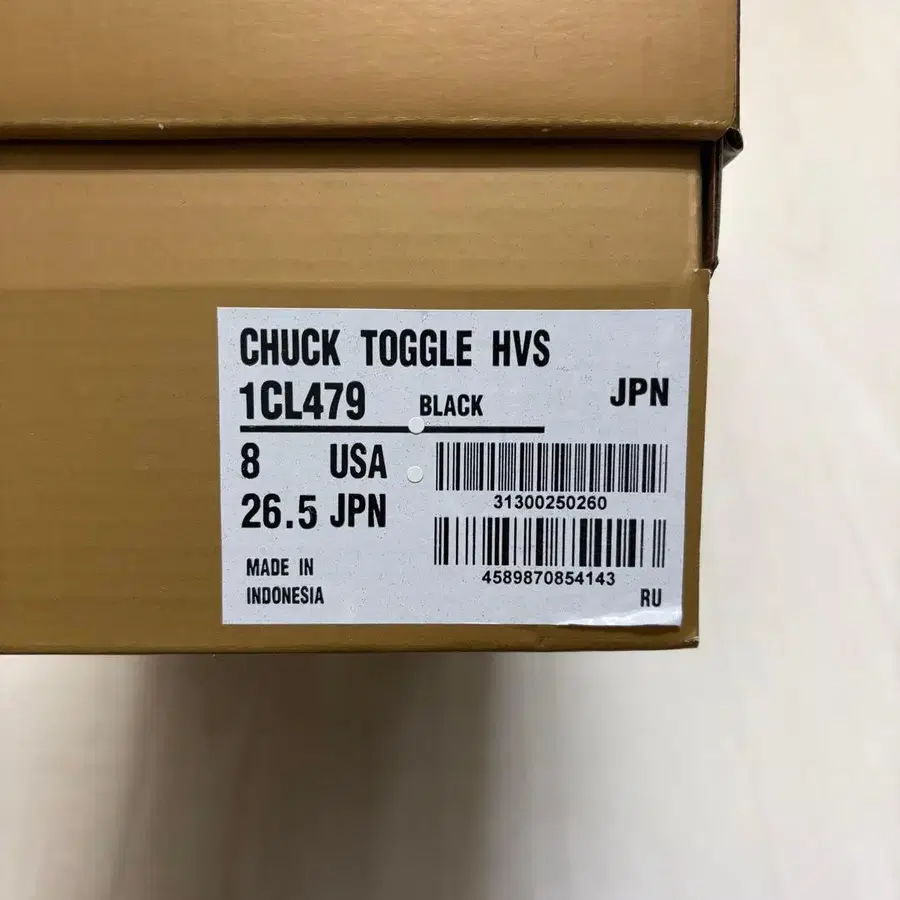 CHUCK TOGGLE HVS
1CL479 BLACK JPN
8 USA
26.5 JPN
31300250260
4589870854143
MADE IN
INDONESIA
RU